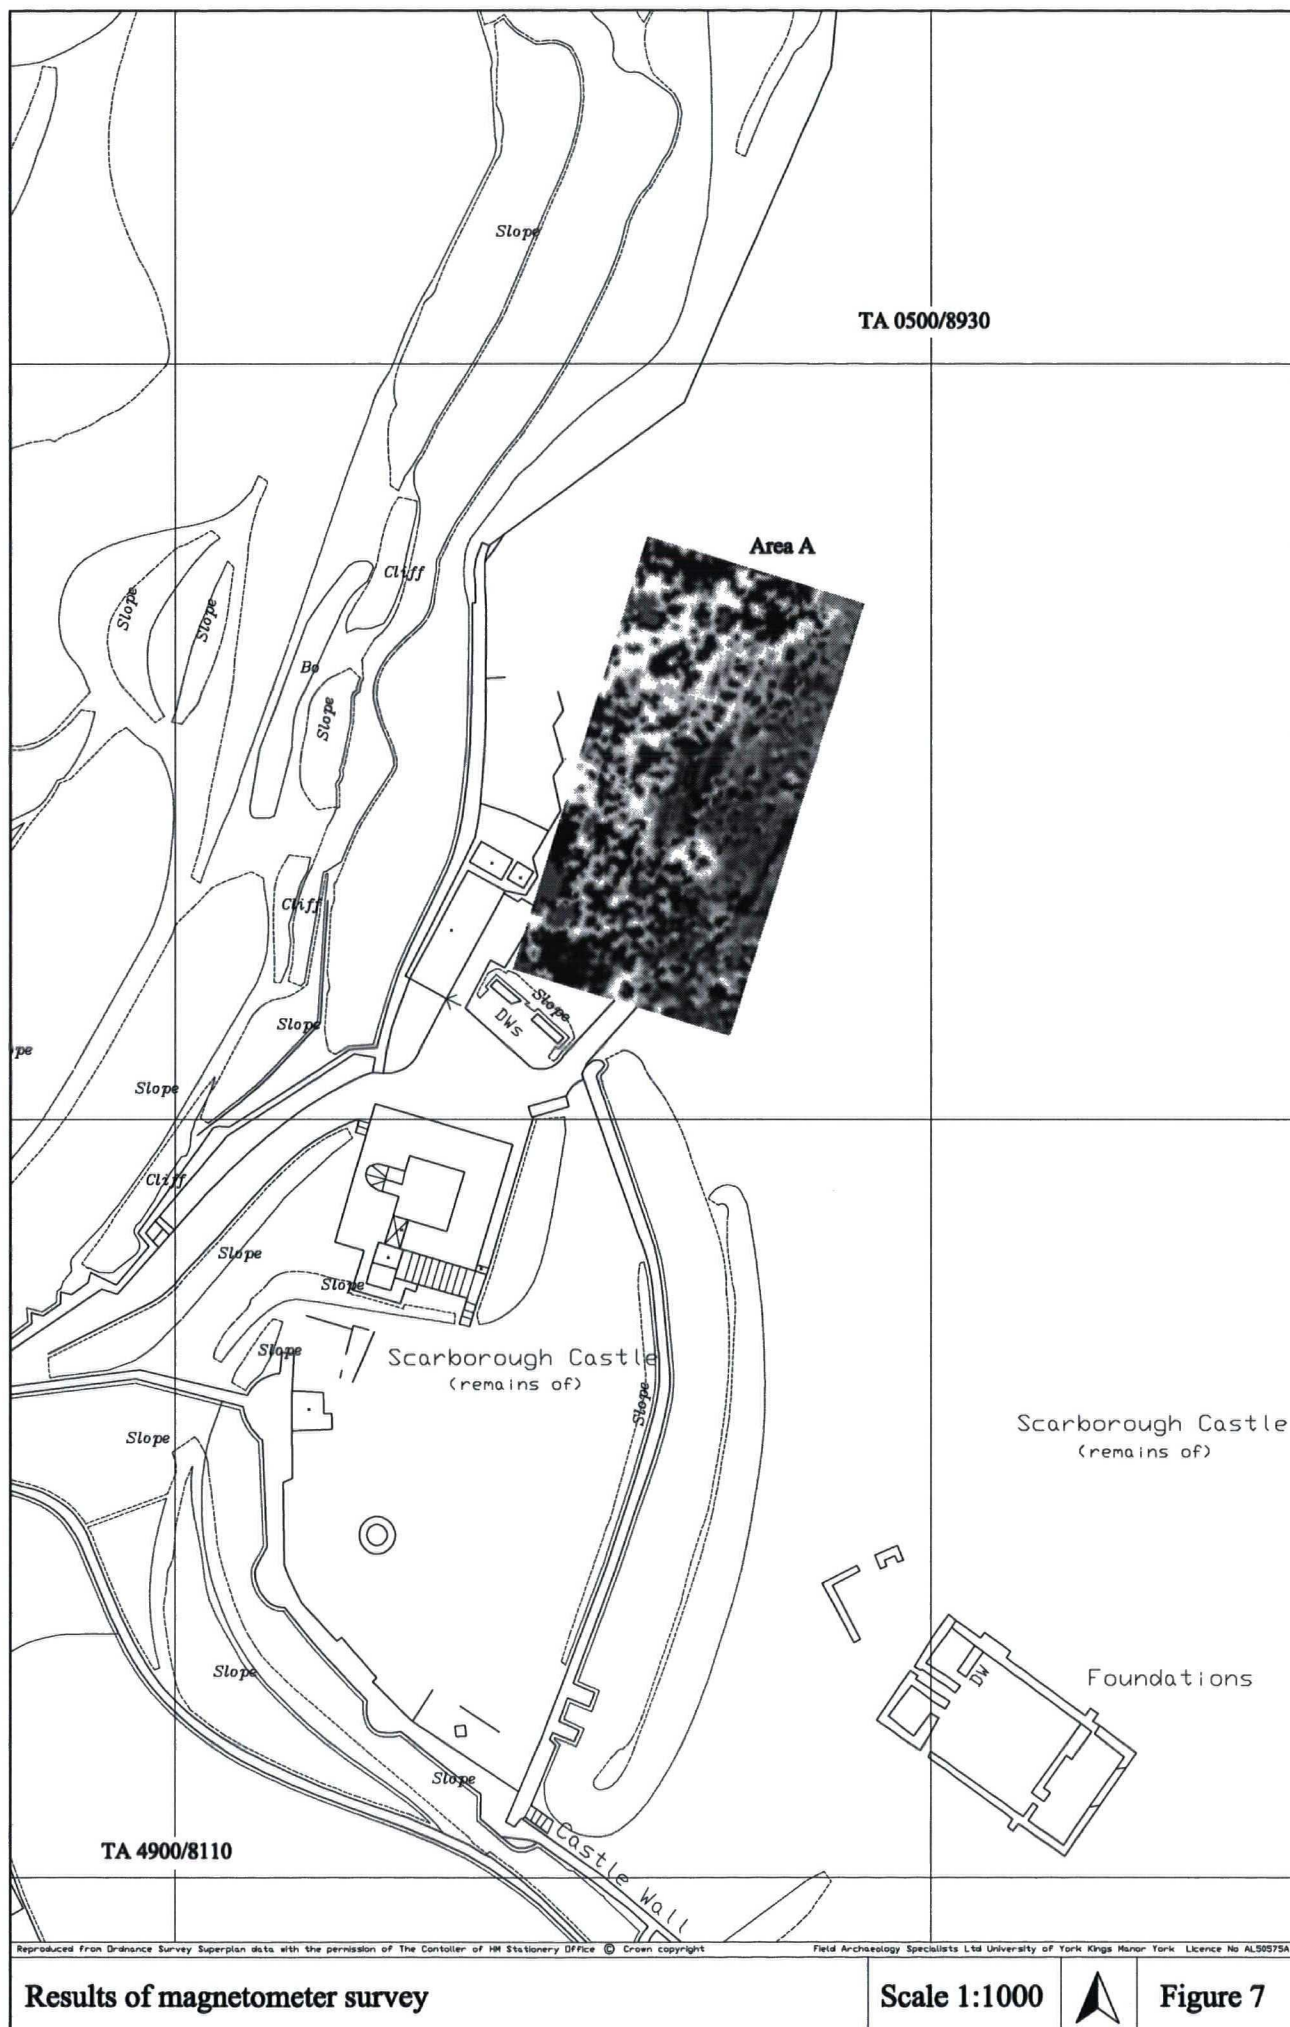 Slope
TA 0500/8930
Area A
Cliff
Slope
Slope
Bo
Slope
Cliff
Slope
DWs
Slope
pe
Slope
Cliff
Slope
Slope
Slope
Scarborough Castle
(remains of)
Slope
Scarborough Castle
(remains of)
Slope
Foundations
DW
Slope
Slope
TA 4900/8110
Castle Wall
Reproduced from Ordnance Survey Superplan data with the permission of The Contoller of HM Stationery Office © Crown copyright
Field Archaeology Specialists Ltd University of York Kings Manor York Licence No AL50575A
Results of magnetometer survey
Scale 1:1000
Figure 7